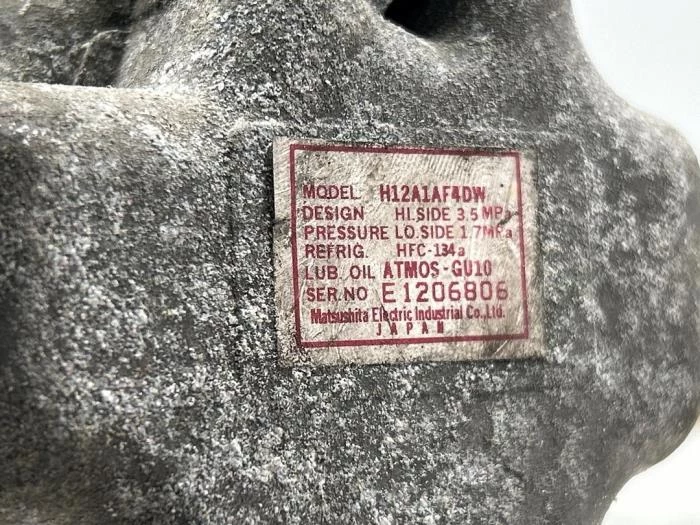 MODEL H12A1AF4DW
DESIGN HI.SIDE 3.5 MPa
PRESSURE LO.SIDE 1.7MPa
REFRIG. HFC-134a
LUB. OIL ATMOS-GU10
SER.NO E1206806
Matsushita Electric Industrial Co.,Ltd.
JAPAN